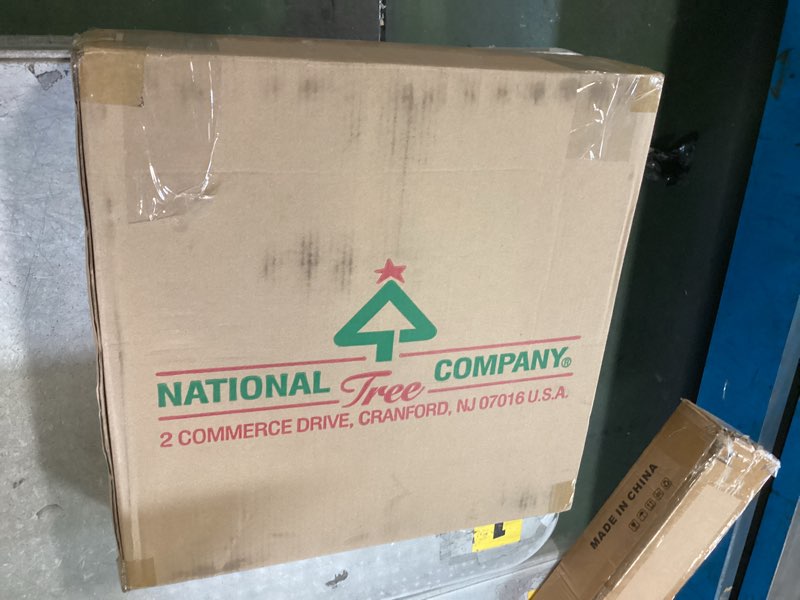 NATIONAL Tree COMPANY®
2 COMMERCE DRIVE, CRANFORD, NJ 07016 U.S.A.
MADE IN CHINA